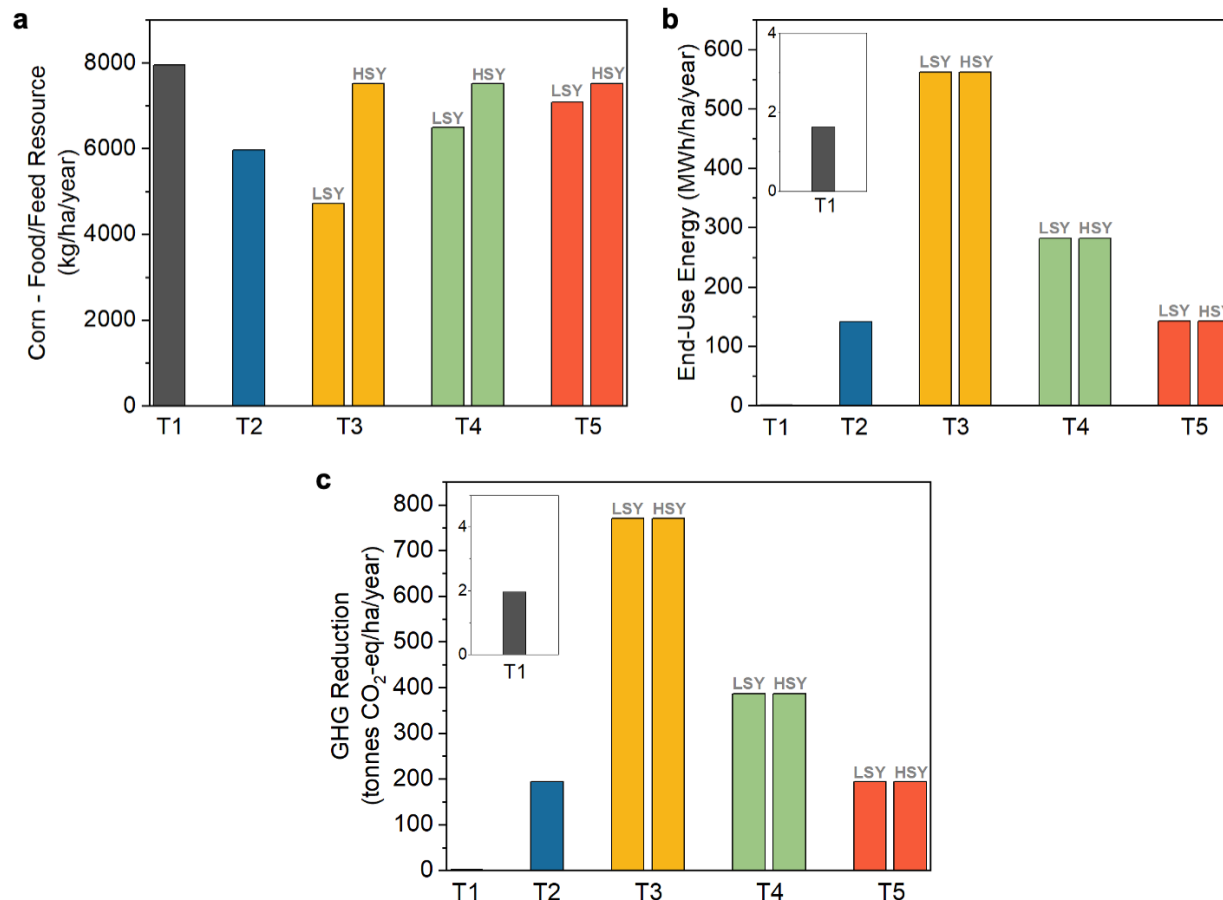 a
Corn - Food/Feed Resource
(kg/ha/year)
8000
6000
4000
2000
0
LSY
HSY
LSY
HSY
LSY
HSY
T1
T2
T3
T4
T5
b
End-Use Energy (MWh/ha/year)
600
500
400
300
200
100
0
4
2
0
T1
LSY
HSY
LSY
HSY
LSY
HSY
T1
T2
T3
T4
T5
c
GHG Reduction
(tonnes CO₂-eq/ha/year)
800
700
600
500
400
300
200
100
0
4
2
0
T1
LSY
HSY
LSY
HSY
LSY
HSY
T1
T2
T3
T4
T5